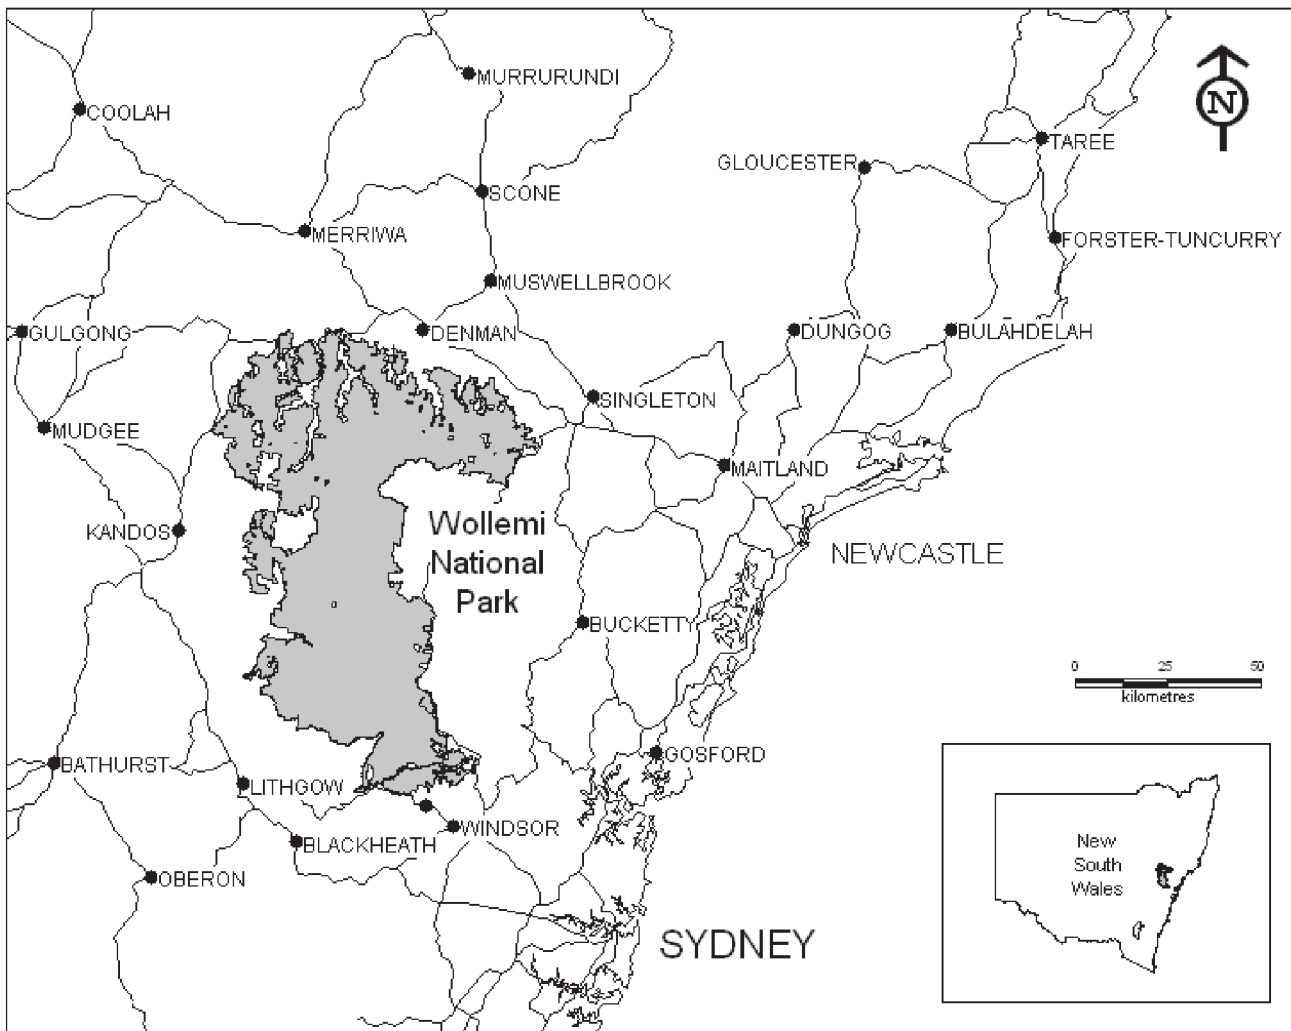 MURRURUNDI
COOLAH
N
TAREE
GLOUCESTER
SCONE
MERRIWA
FORSTER-TUNCURRY
MUSWELLBROOK
GULGONG
DENMAN
DUNGOG
BULAHDELAH
SINGLETON
MUDGEE
MAITLAND
KANDOS
Wollemi
National
Park
NEWCASTLE
BUCKETTY
0 25 50
kilometres
GOSFORD
BATHURST
LITHGOW
WINDSOR
BLACKHEATH
OBERON
SYDNEY
New
South
Wales